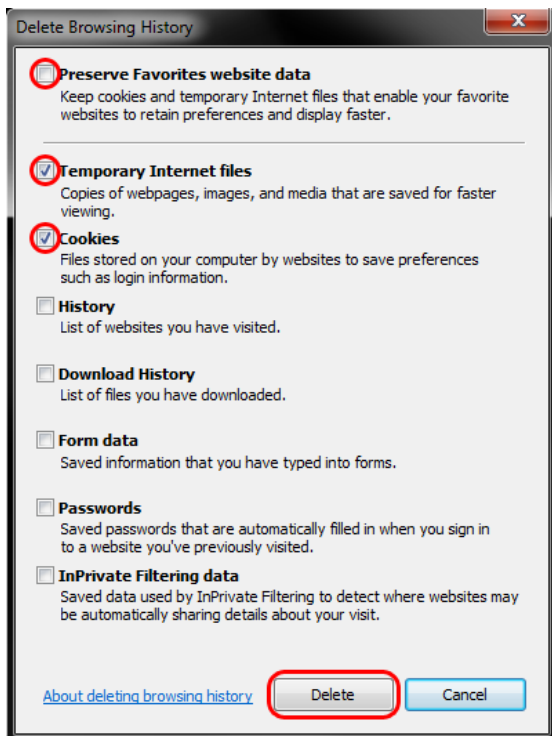 Delete Browsing History
Preserve Favorites website data
Keep cookies and temporary Internet files that enable your favorite
websites to retain preferences and display faster.
Temporary Internet files
Copies of webpages, images, and media that are saved for faster
viewing.
Cookies
Files stored on your computer by websites to save preferences
such as login information.
History
List of websites you have visited.
Download History
List of files you have downloaded.
Form data
Saved information that you have typed into forms.
Passwords
Saved passwords that are automatically filled in when you sign in
to a website you've previously visited.
InPrivate Filtering data
Saved data used by InPrivate Filtering to detect where websites may
be automatically sharing details about your visit.
About deleting browsing history Delete Cancel